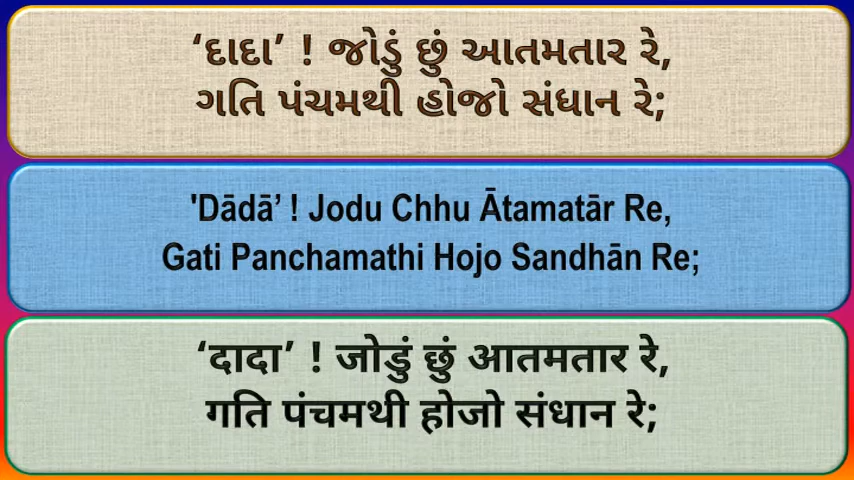 ‘દાદા’ ! જોડું છું આતમતાર રે,
ગતિ પંચમથી હોજો સંધાન રે;
'Dādā’ ! Jodu Chhu Ātamatār Re,
Gati Panchamathi Hojo Sandhān Re;
‘दादा’ ! जोडुं छुं आतमतार रे,
गति पंचमथी होजो संधान रे;